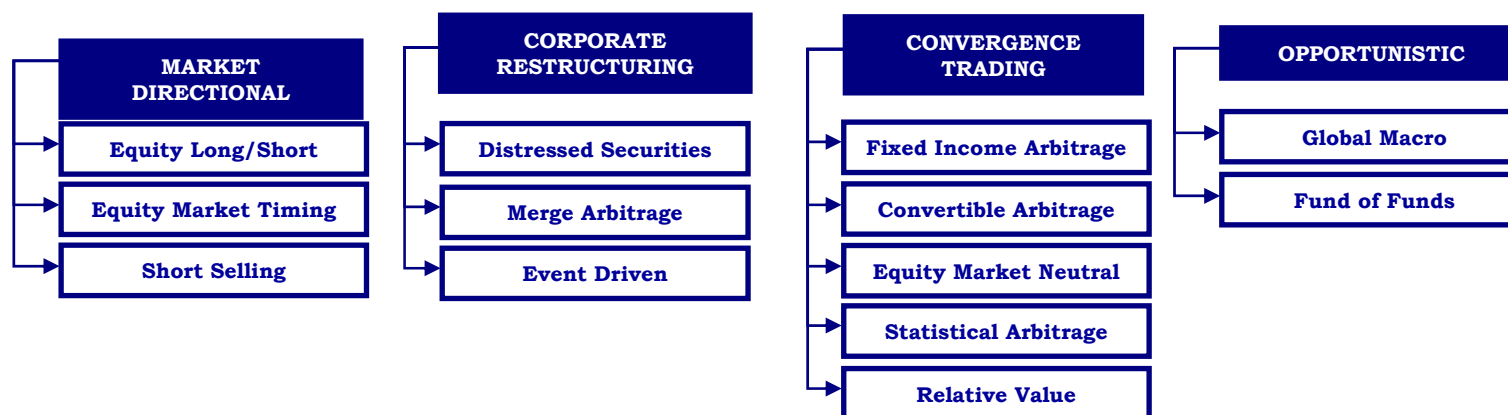 MARKET
DIRECTIONAL
Equity Long/Short
Equity Market Timing
Short Selling
CORPORATE
RESTRUCTURING
Distressed Securities
Merge Arbitrage
Event Driven
CONVERGENCE
TRADING
Fixed Income Arbitrage
Convertible Arbitrage
Equity Market Neutral
Statistical Arbitrage
Relative Value
OPPORTUNISTIC
Global Macro
Fund of Funds